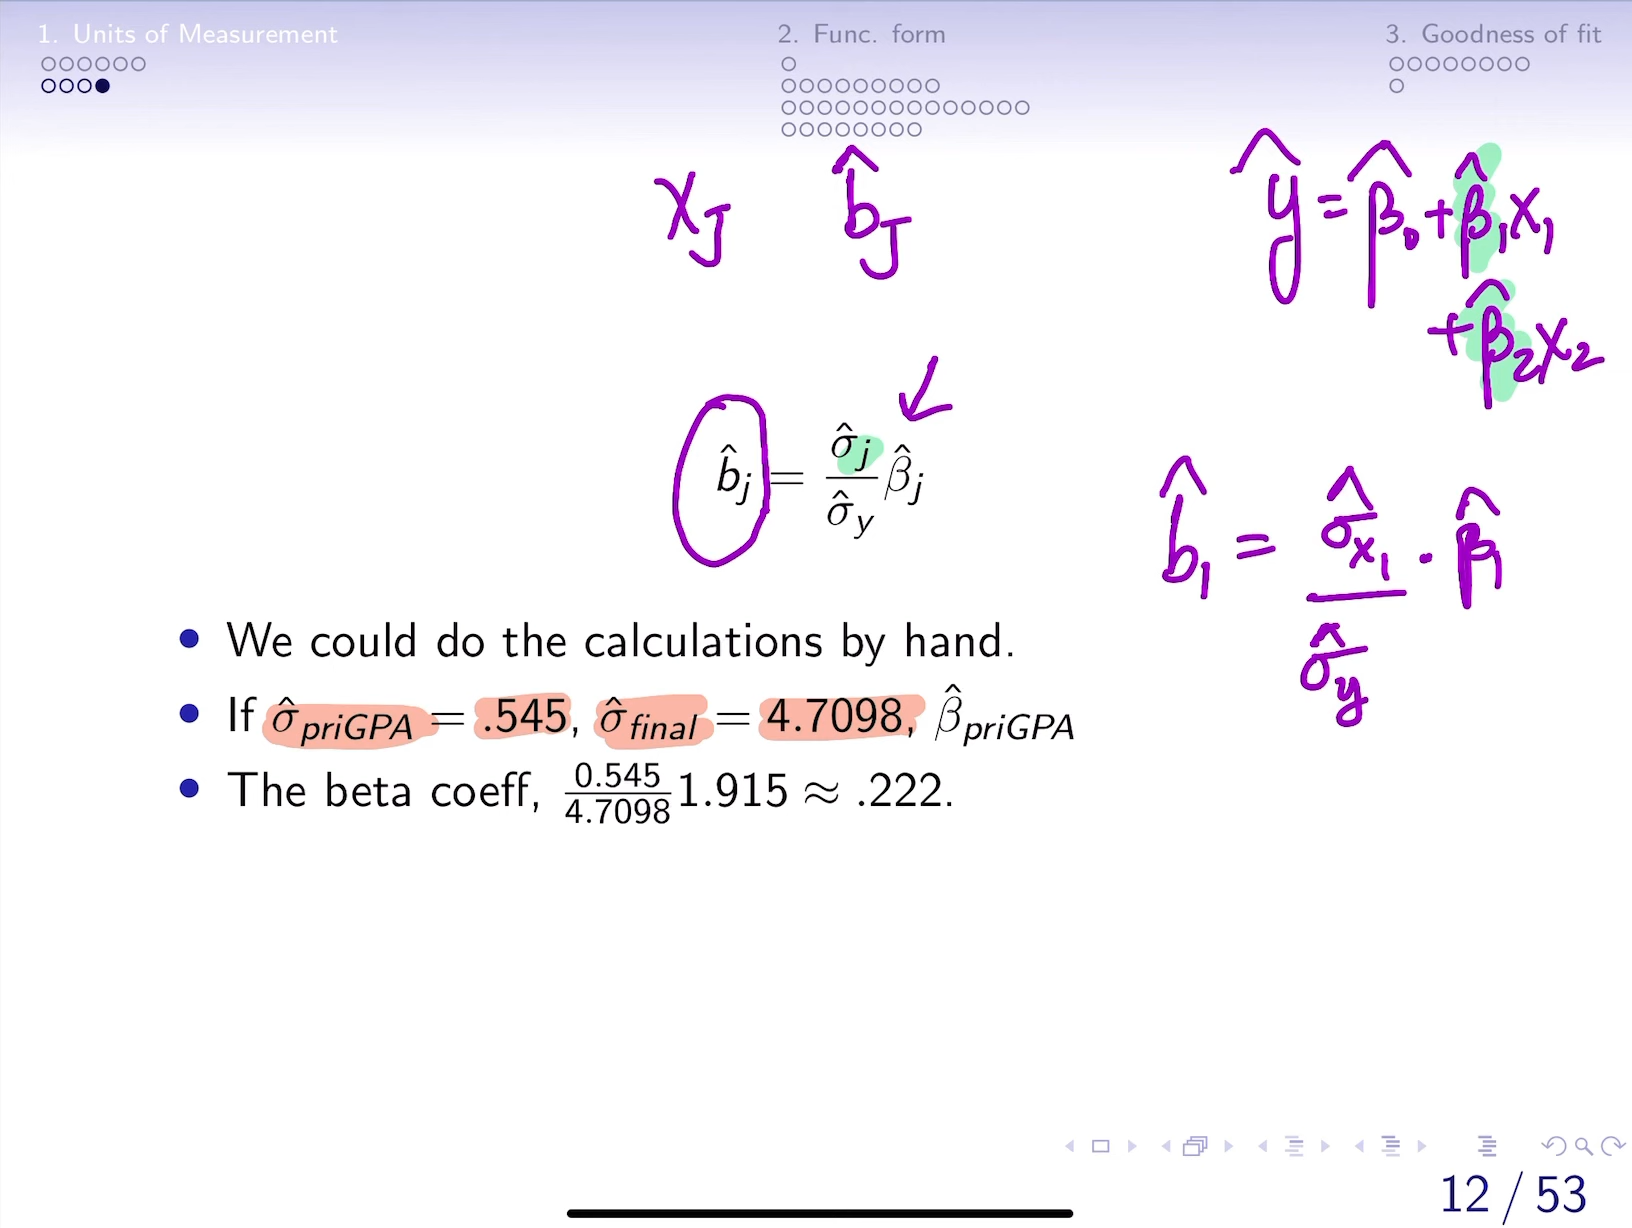 1. Units of Measurement
2. Func. form
3. Goodness of fit
x_J b̂_J
ŷ = β̂₀ + β̂₁x₁
+ β̂₂x₂
b̂_j = σ̂_j / σ̂_y β̂_j
b̂₁ = σ̂_x₁ / σ̂_y · β̂₁
• We could do the calculations by hand.
• If σ̂_priGPA = .545, σ̂_final = 4.7098, β̂_priGPA
• The beta coeff, 0.545/4.7098 1.915 ≈ .222.
12 / 53